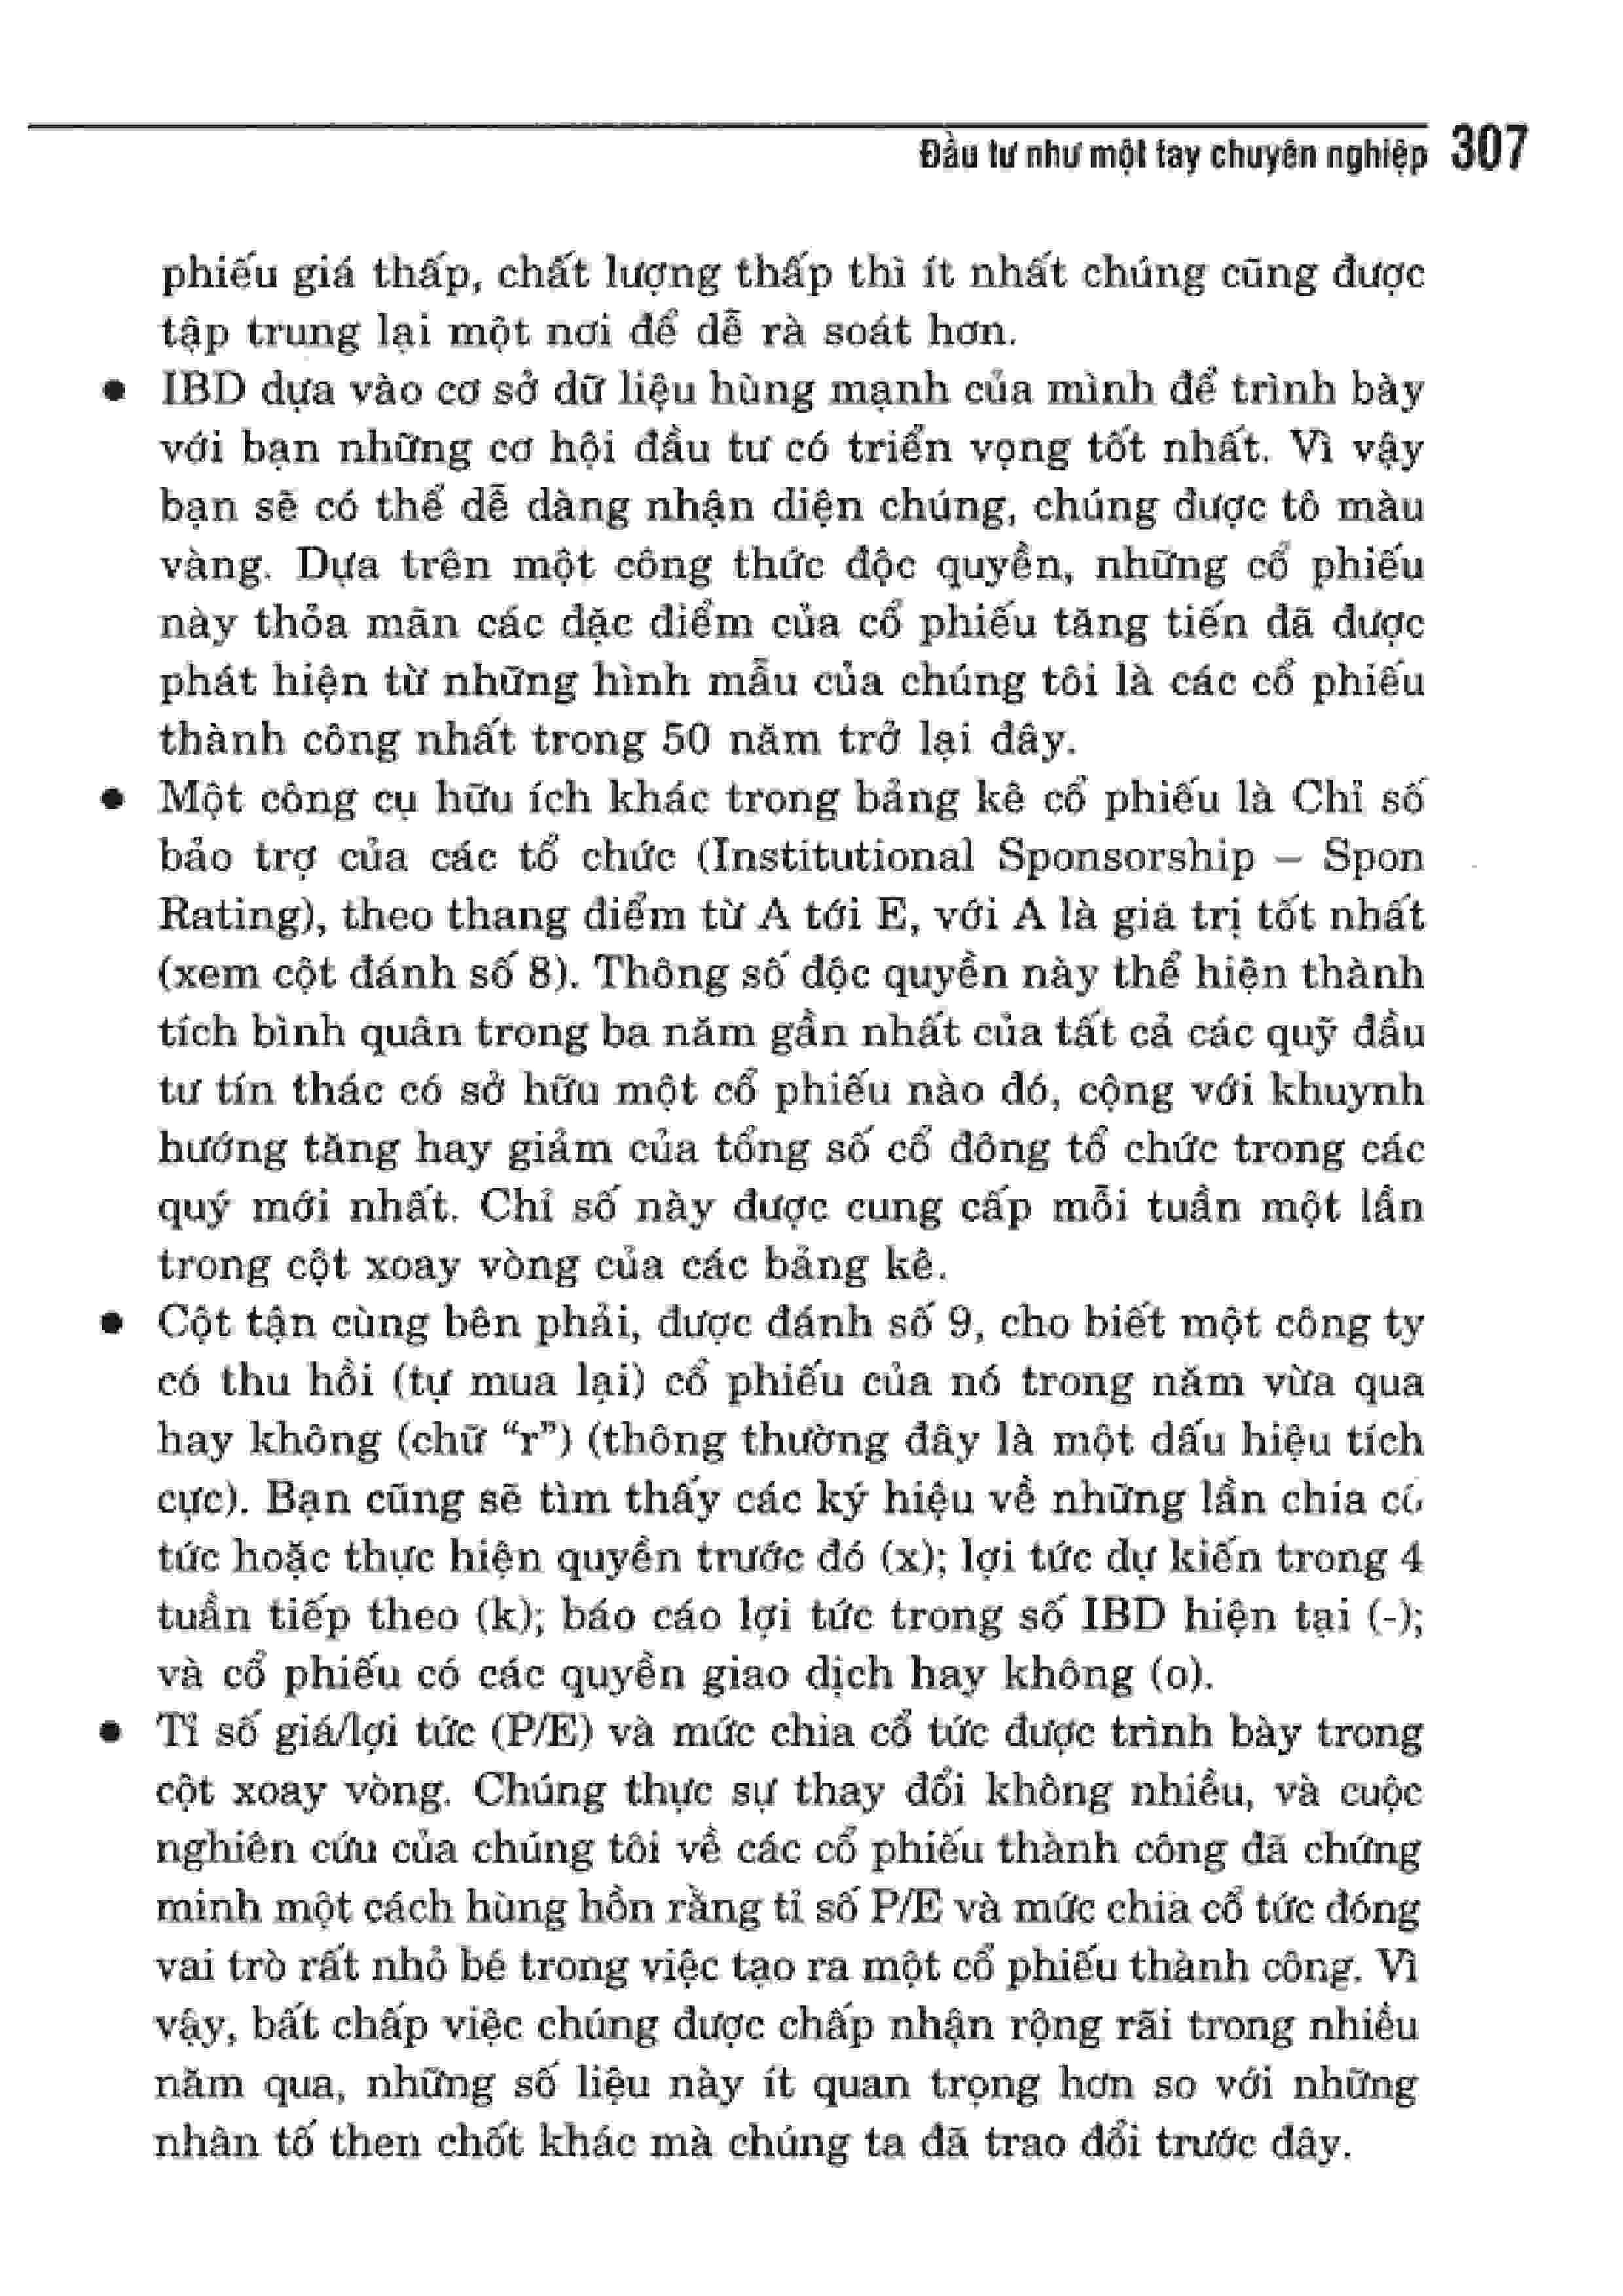 Đầu tư như một tay chuyên nghiệp 307
phiếu giá thấp, chất lượng thấp thì ít nhất chúng cũng được
tập trung lại một nơi để dễ rà soát hơn.
● IBD dựa vào cơ sở dữ liệu hùng mạnh của mình để trình bày
với bạn những cơ hội đầu tư có triển vọng tốt nhất. Vì vậy
bạn sẽ có thể dễ dàng nhận diện chúng, chúng được tô màu
vàng. Dựa trên một công thức độc quyền, những cổ phiếu
này thỏa mãn các đặc điểm của cổ phiếu tăng tiến đã được
phát hiện từ những hình mẫu của chúng tôi là các cổ phiếu
thành công nhất trong 50 năm trở lại đây.
● Một công cụ hữu ích khác trong bảng kê cổ phiếu là Chỉ số
bảo trợ của các tổ chức (Institutional Sponsorship – Spon
Rating), theo thang điểm từ A tới E, với A là giá trị tốt nhất
(xem cột đánh số 8). Thông số độc quyền này thể hiện thành
tích bình quân trong ba năm gần nhất của tất cả các quỹ đầu
tư tín thác có sở hữu một cổ phiếu nào đó, cộng với khuynh
hướng tăng hay giảm của tổng số cổ đông tổ chức trong các
quý mới nhất. Chỉ số này được cung cấp mỗi tuần một lần
trong cột xoay vòng của các bảng kê.
● Cột tận cùng bên phải, được đánh số 9, cho biết một công ty
có thu hồi (tự mua lại) cổ phiếu của nó trong năm vừa qua
hay không (chữ “r”) (thông thường đây là một dấu hiệu tích
cực). Bạn cũng sẽ tìm thấy các ký hiệu về những lần chia cổ
tức hoặc thực hiện quyền trước đó (x); lợi tức dự kiến trong 4
tuần tiếp theo (k); báo cáo lợi tức trong số IBD hiện tại (-);
và cổ phiếu có các quyền giao dịch hay không (o).
● Tỉ số giá/lợi tức (P/E) và mức chia cổ tức được trình bày trong
cột xoay vòng. Chúng thực sự thay đổi không nhiều, và cuộc
nghiên cứu của chúng tôi về các cổ phiếu thành công đã chứng
minh một cách hùng hồn rằng tỉ số P/E và mức chia cổ tức đóng
vai trò rất nhỏ bé trong việc tạo ra một cổ phiếu thành công. Vì
vậy, bất chấp việc chúng được chấp nhận rộng rãi trong nhiều
năm qua, những số liệu này ít quan trọng hơn so với những
nhân tố then chốt khác mà chúng ta đã trao đổi trước đây.